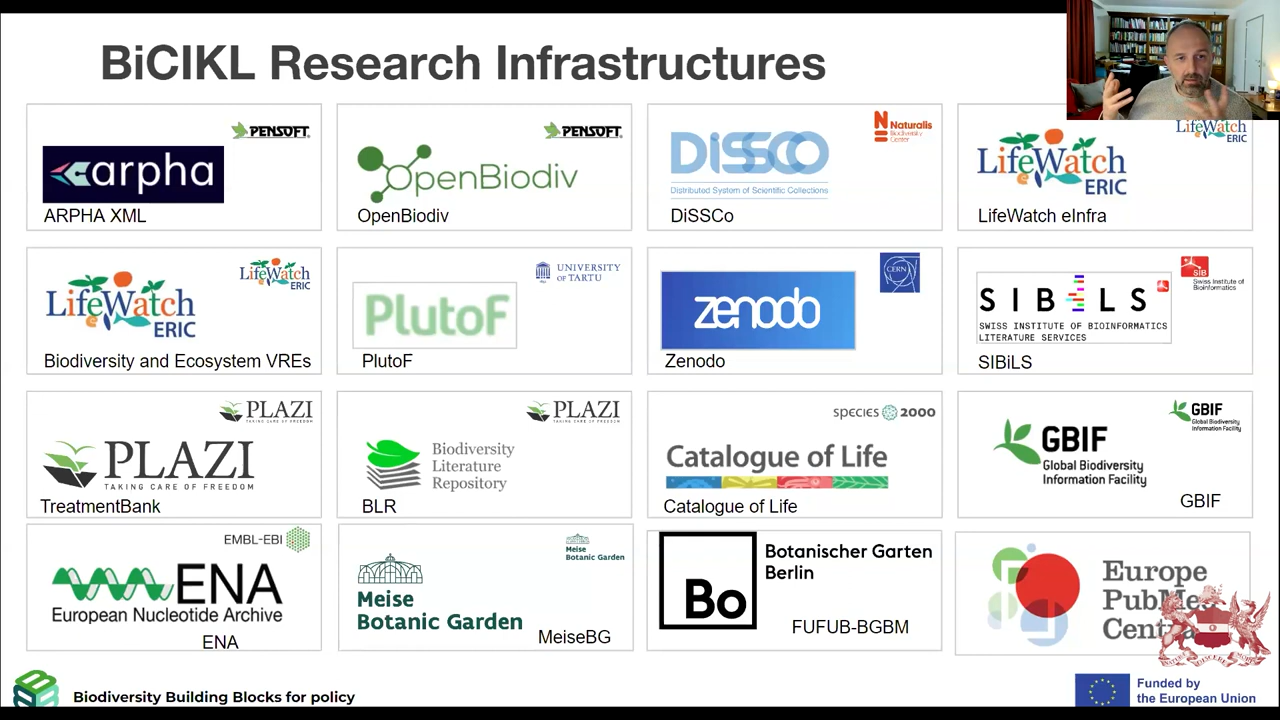 BiCIKL Research Infrastructures
PENSOFT.
arpha
ARPHA XML
PENSOFT.
OpenBiodiv
OpenBiodiv
Naturalis
Biodiversity
Center
DiSSCo
Distributed System of Scientific Collections
DiSSCo
LifeWatch
ERIC
LifeWatch
ERIC
LifeWatch eInfra
LifeWatch
ERIC
LifeWatch
ERIC
Biodiversity and Ecosystem VREs
UNIVERSITY
OF TARTU
PlutoF
PlutoF
CERN
zenodo
Zenodo
SIB
Swiss Institute of
Bioinformatics
SIBiLS
SWISS INSTITUTE OF BIOINFORMATICS
LITERATURE SERVICES
SIBiLS
PLAZI
TAKING CARE OF FREEDOM
PLAZI
TAKING CARE OF FREEDOM
TreatmentBank
PLAZI
TAKING CARE OF FREEDOM
Biodiversity
Literature
Repository
BLR
species 2000
Catalogue of Life
Catalogue of Life
GBIF
Global Biodiversity
Information Facility
GBIF
Global Biodiversity
Information Facility
GBIF
EMBL-EBI
ENA
European Nucleotide Archive
ENA
Meise
Botanic Garden
Meise
Botanic Garden
MeiseBG
Bo
Botanischer Garten
Berlin
FUFUB-BGBM
Europe
PubMed
Central
Biodiversity Building Blocks for policy
Funded by
the European Union